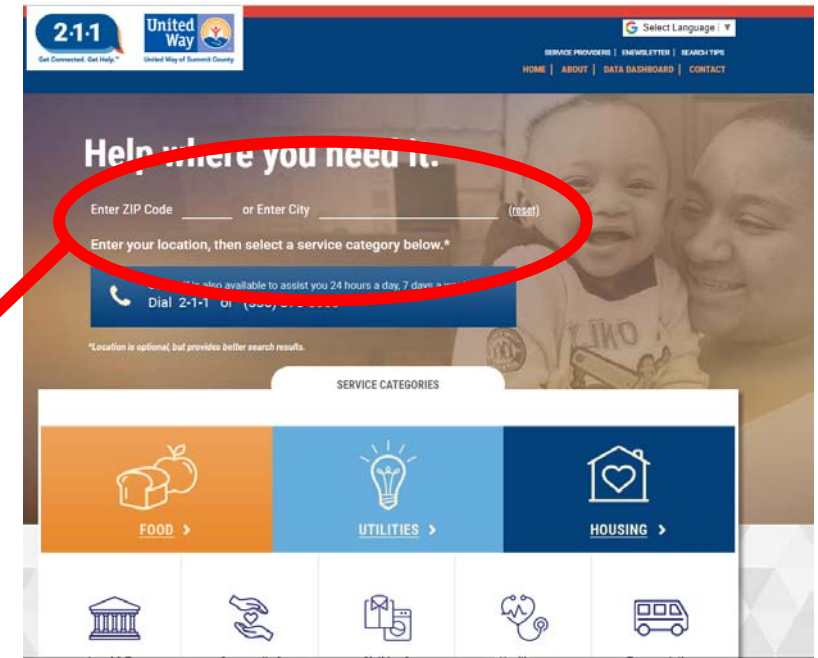 2-1-1
Get Connected. Get Help.™
United
Way
United Way of Summit County
Select Language ▼
SERVICE PROVIDERS | ENEWSLETTER | SEARCH TIPS
HOME | ABOUT | DATA DASHBOARD | CONTACT
Help where you need it.
Enter ZIP Code or Enter City (reset)
Enter your location, then select a service category below.*
is also available to assist you 24 hours a day, 7 days a
Dial 2-1-1 or
*Location is optional, but provides better search results.
SERVICE CATEGORIES
FOOD >
UTILITIES >
HOUSING >